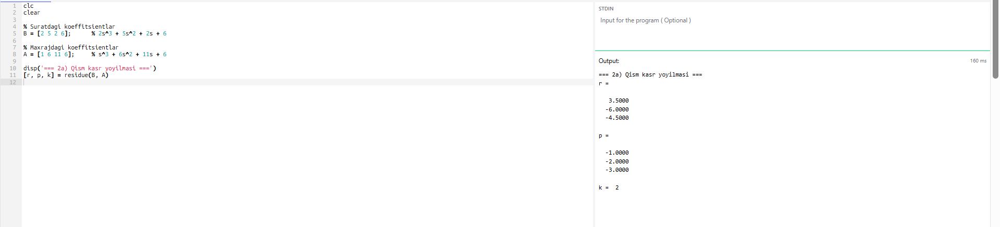 1 clc
2 clear
3
4 % Suratdagi koeffitsientlar
5 B = [2 5 2 6];      % 2s^3 + 5s^2 + 2s + 6
6
7 % Maxrajdagi koeffitsientlar
8 A = [1 6 11 6];     % s^3 + 6s^2 + 11s + 6
9
10 disp('=== 2a) Qism kasr yoyilmasi ===')
11 [r, p, k] = residue(B, A)
12
STDIN
Input for the program ( Optional )
Output:
160 ms
=== 2a) Qism kasr yoyilmasi ===
r =
3.5000
-6.0000
-4.5000
p =
-1.0000
-2.0000
-3.0000
k =  2